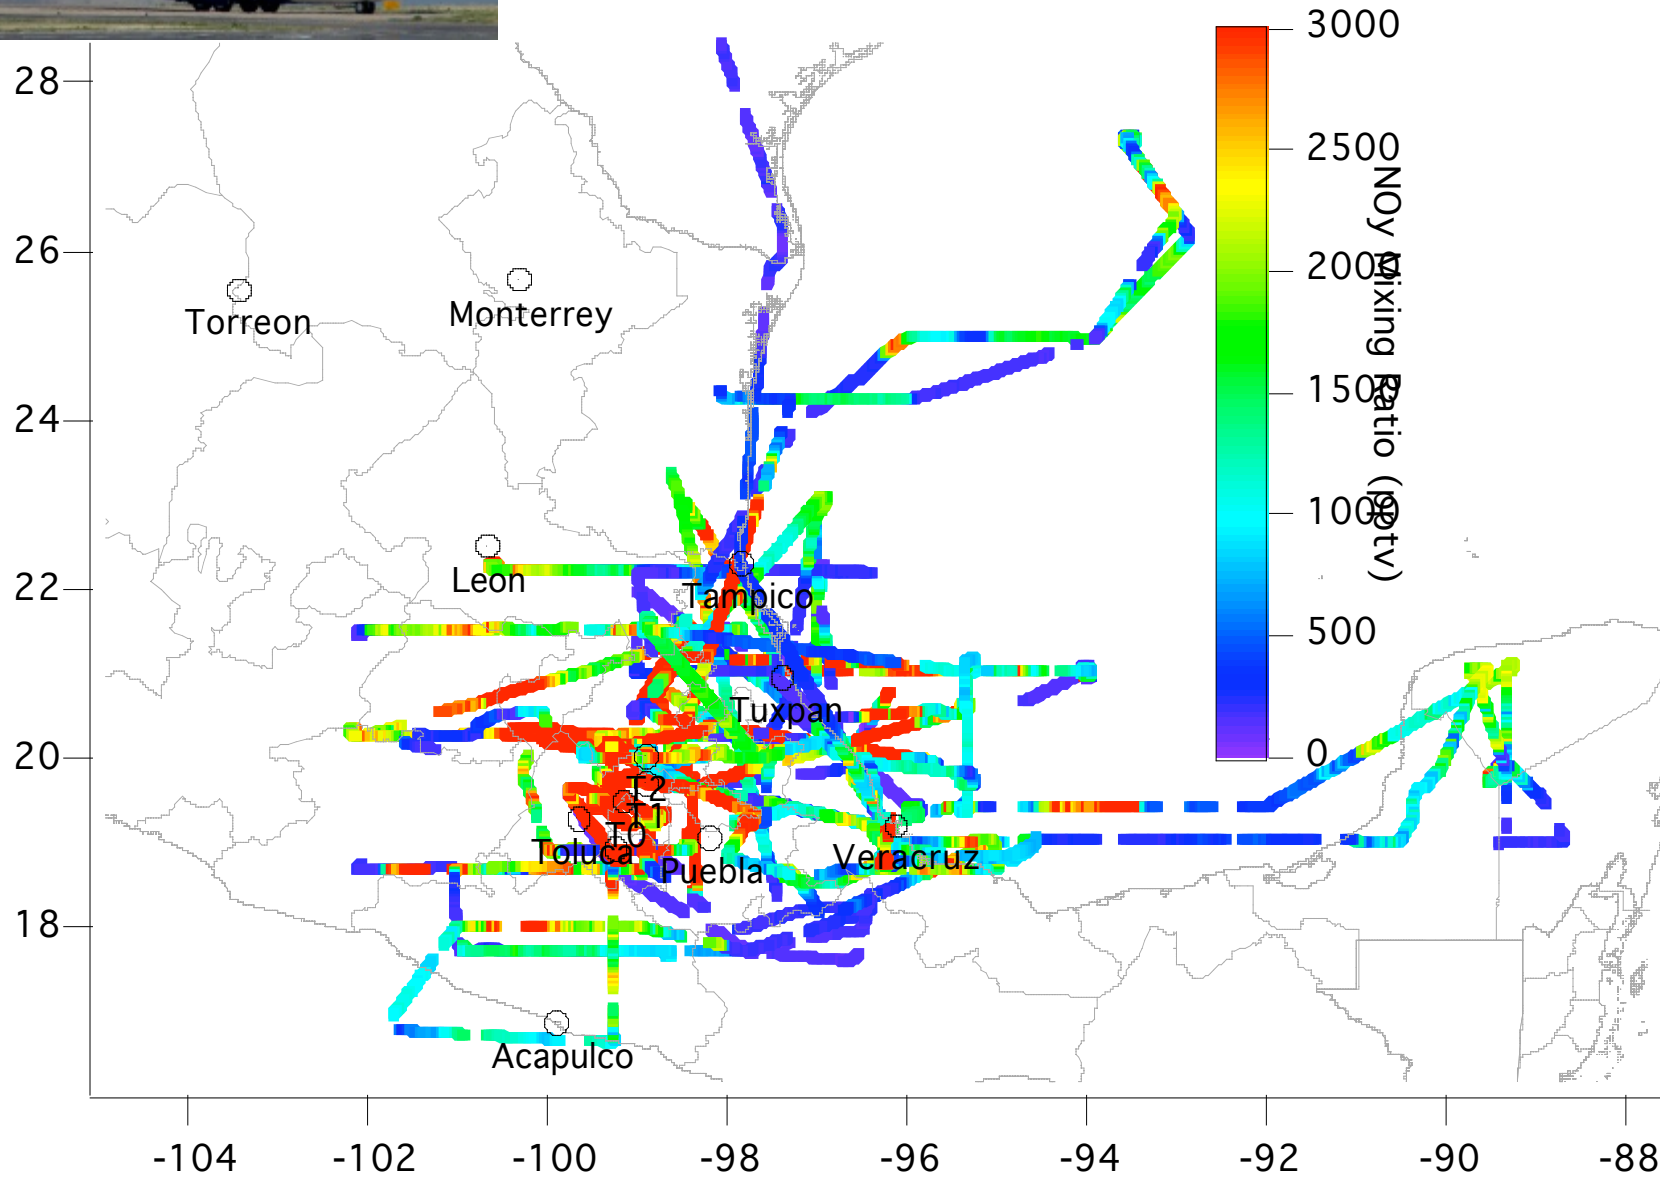 3000
28
2500
NOy Mixing Ratio (pptv)
26
2000
Torreon
Monterrey
1500
24
1000
Leon
22
Tampico
500
Tuxpan
20
0
T2
T1
T0
Toluca
Puebla
Veracruz
18
Acapulco
-104
-102
-100
-98
-96
-94
-92
-90
-88